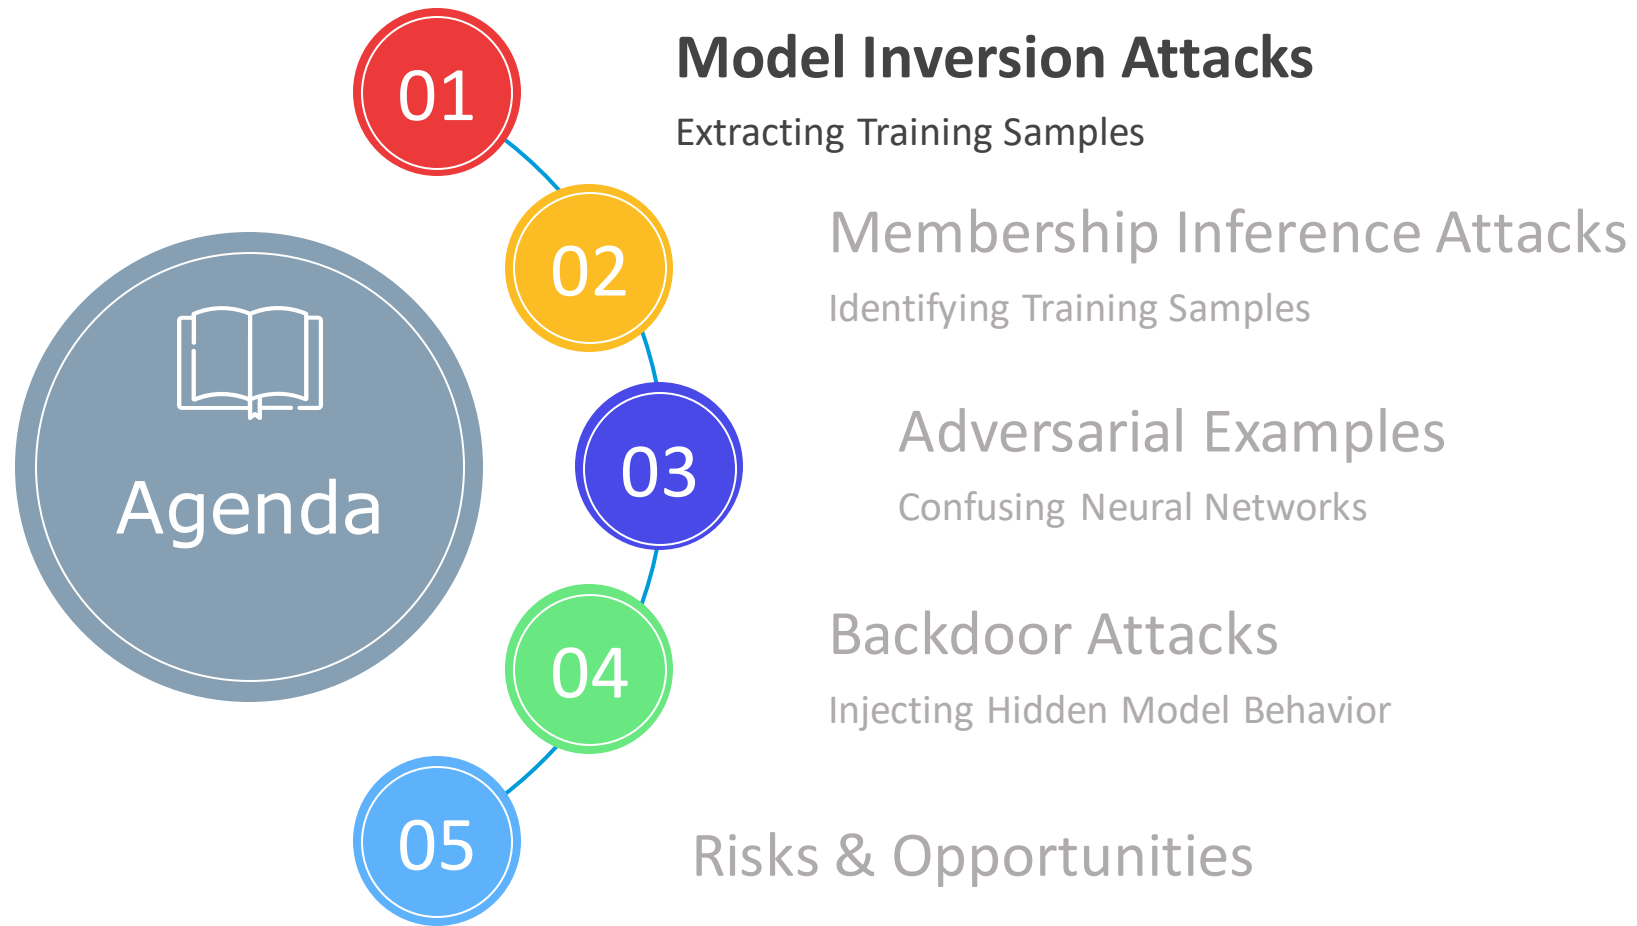 Agenda
01
Model Inversion Attacks
Extracting Training Samples
02
Membership Inference Attacks
Identifying Training Samples
03
Adversarial Examples
Confusing Neural Networks
04
Backdoor Attacks
Injecting Hidden Model Behavior
05
Risks & Opportunities